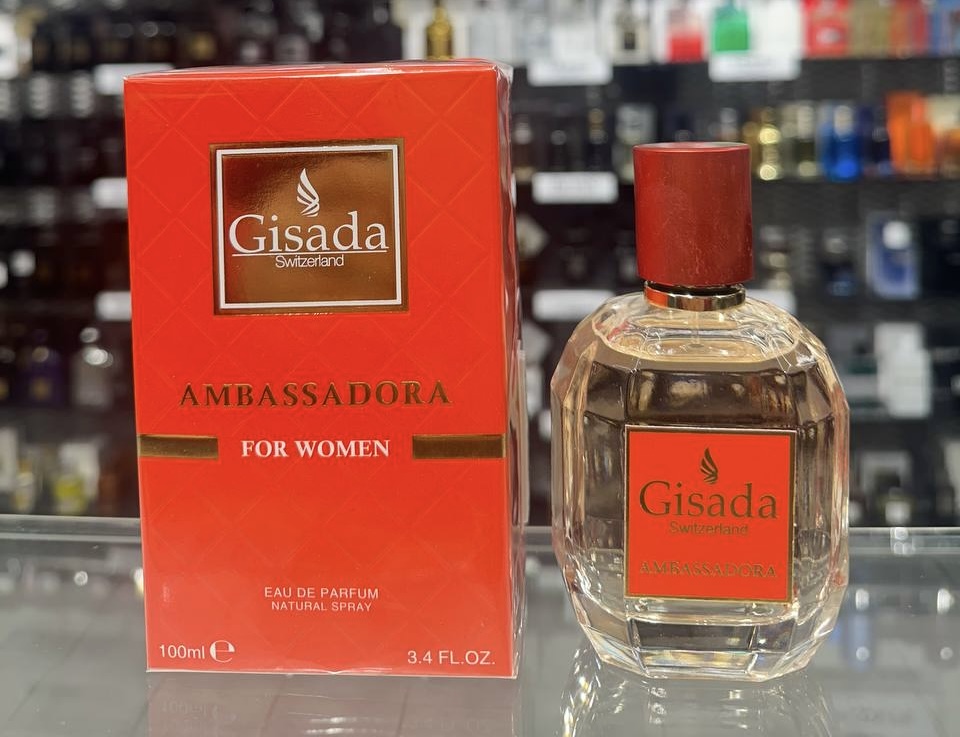 Gisada
Switzerland
AMBASSADORA
FOR WOMEN
EAU DE PARFUM
NATURAL SPRAY
100ml ℮
3.4 FL.OZ.
Gisada
Switzerland
AMBASSADORA